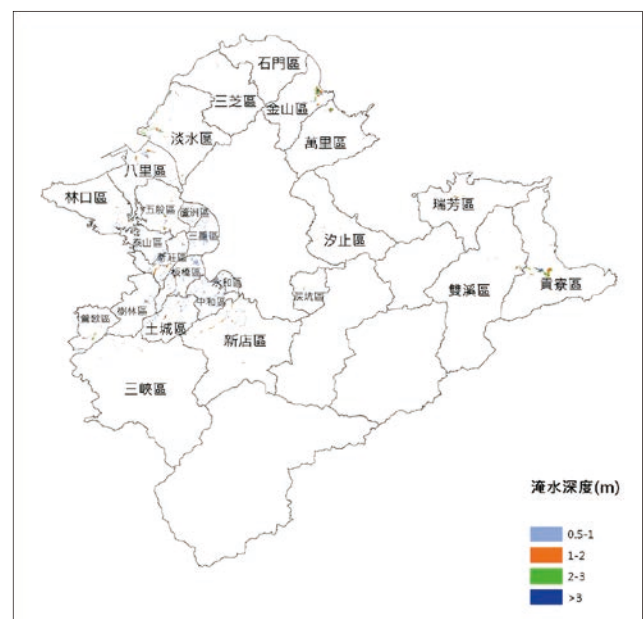 石門區
三芝區
金山區
淡水區
萬里區
八里區
林口區
五股區
蘆洲區
瑞芳區
三重區
汐止區
泰山區
新莊區
板橋區
雙溪區
貢寮區
永和區
中和區
深坑區
鶯歌區
樹林區
土城區
新店區
三峽區
淹水深度(m)
0.5-1
1-2
2-3
>3